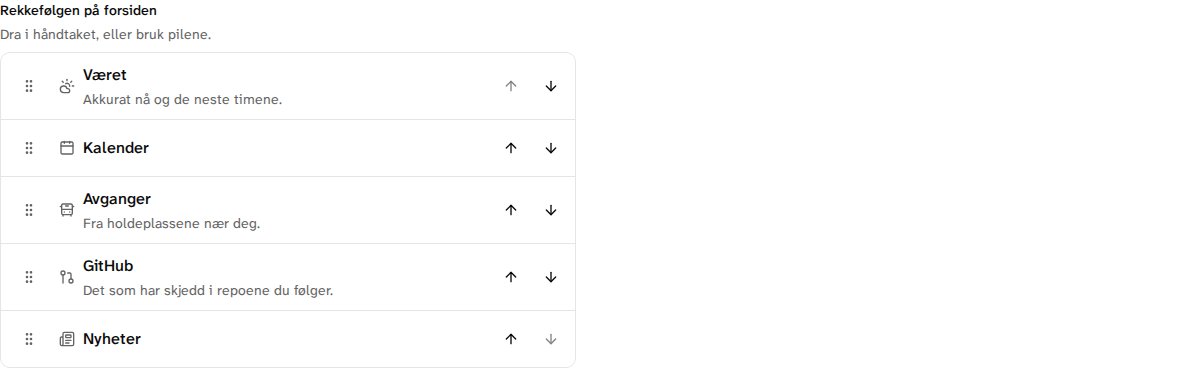 Rekkefølgen på forsiden
Dra i håndtaket, eller bruk pilene.
Været
Akkurat nå og de neste timene.
Kalender
Avganger
Fra holdeplassene nær deg.
GitHub
Det som har skjedd i repoene du følger.
Nyheter